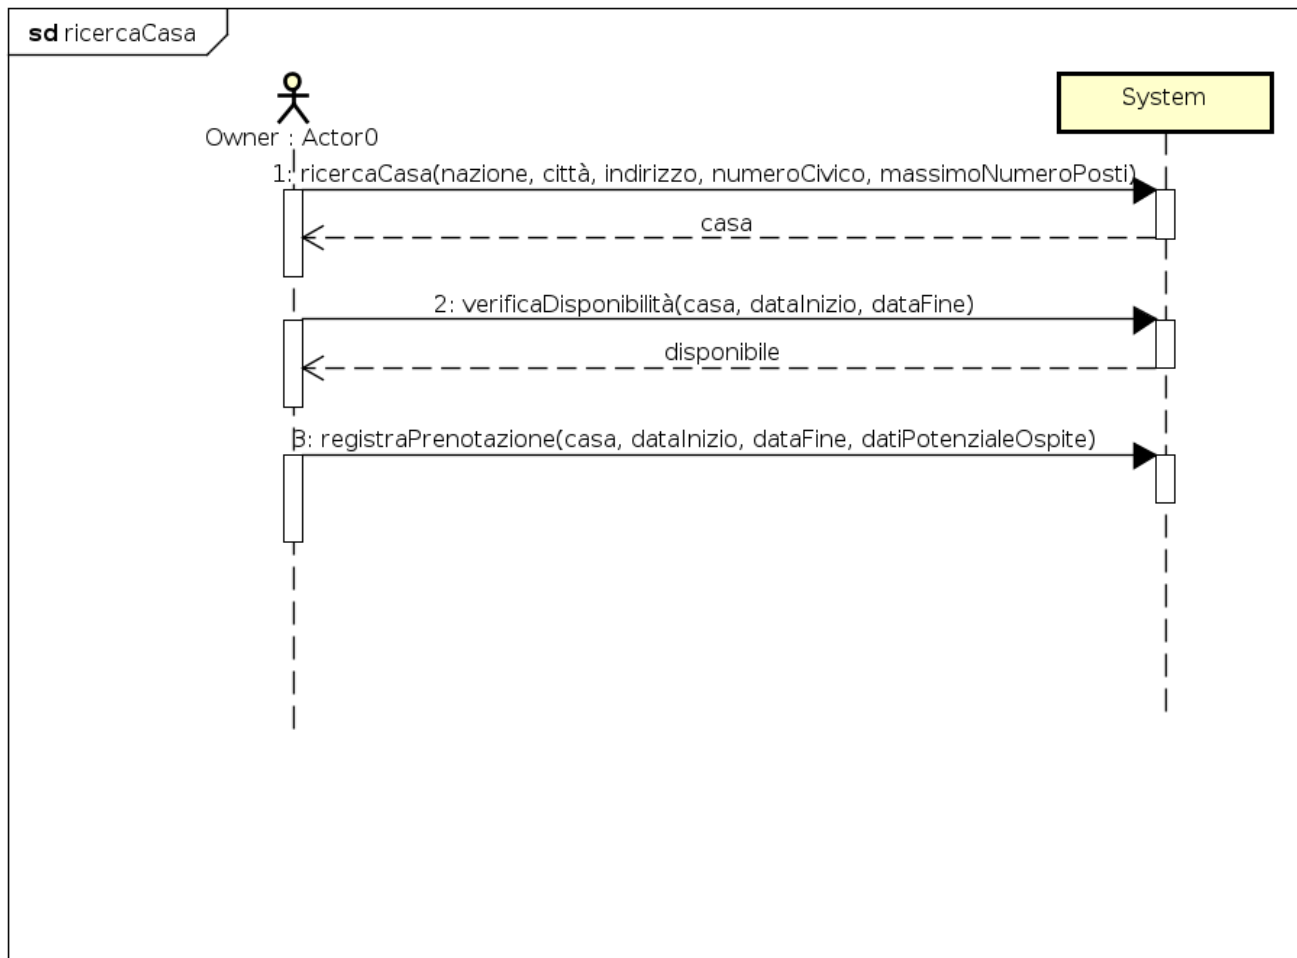 sd ricercaCasa
System
Owner : Actor0
1: ricercaCasa(nazione, città, indirizzo, numeroCivico, massimoNumeroPosti)
casa
2: verificaDisponibilità(casa, dataInizio, dataFine)
disponibile
3: registraPrenotazione(casa, dataInizio, dataFine, datiPotenzialeOspite)